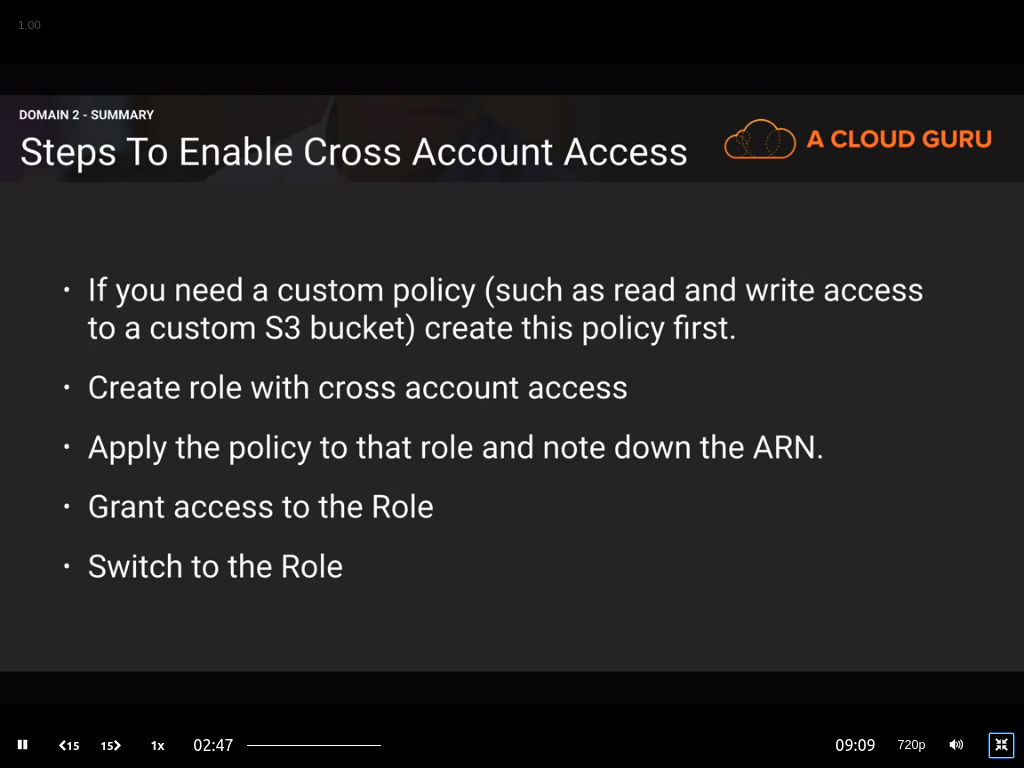 1.00
DOMAIN 2 - SUMMARY
Steps To Enable Cross Account Access
A CLOUD GURU
• If you need a custom policy (such as read and write access
to a custom S3 bucket) create this policy first.
• Create role with cross account access
• Apply the policy to that role and note down the ARN.
• Grant access to the Role
• Switch to the Role
15 15 1x 02:47 09:09 720p